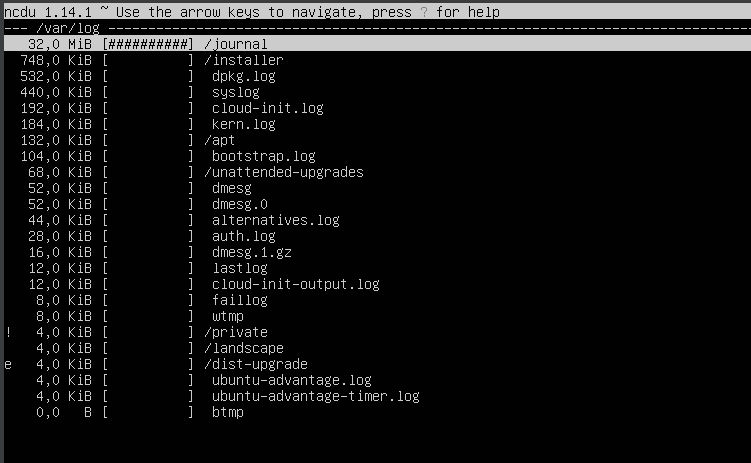 ncdu 1.14.1 ~ Use the arrow keys to navigate, press ? for help
--- /var/log ---------------------------------------------------------------------------
32,0 MiB [##########] /journal
748,0 KiB [          ] /installer
532,0 KiB [          ]  dpkg.log
440,0 KiB [          ]  syslog
192,0 KiB [          ]  cloud-init.log
184,0 KiB [          ]  kern.log
132,0 KiB [          ] /apt
104,0 KiB [          ]  bootstrap.log
68,0 KiB [          ] /unattended-upgrades
52,0 KiB [          ]  dmesg
52,0 KiB [          ]  dmesg.0
44,0 KiB [          ]  alternatives.log
28,0 KiB [          ]  auth.log
16,0 KiB [          ]  dmesg.1.gz
12,0 KiB [          ]  lastlog
12,0 KiB [          ]  cloud-init-output.log
8,0 KiB [          ]  faillog
8,0 KiB [          ]  wtmp
! 4,0 KiB [          ] /private
4,0 KiB [          ] /landscape
e 4,0 KiB [          ] /dist-upgrade
4,0 KiB [          ]  ubuntu-advantage.log
4,0 KiB [          ]  ubuntu-advantage-timer.log
0,0   B [          ]  btmp